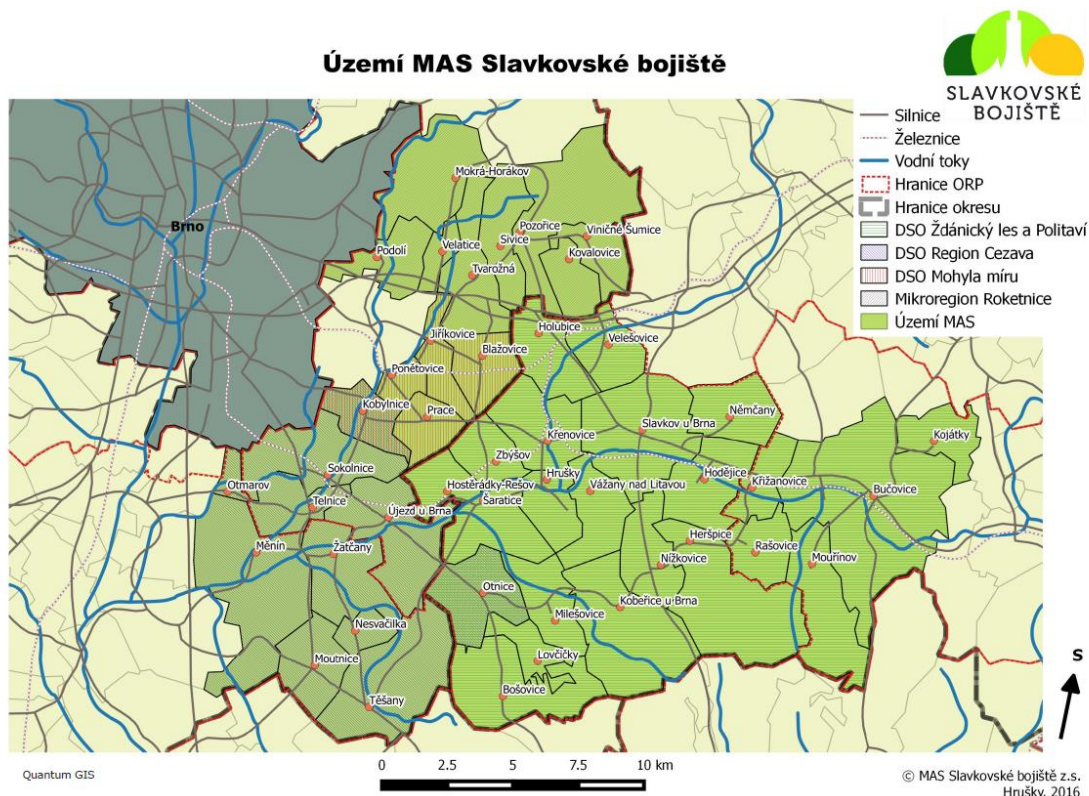 Území MAS Slavkovské bojiště
SLAVKOVSKÉ
BOJIŠTĚ
Silnice
Železnice
Vodní toky
Hranice ORP
Hranice okresu
DSO Ždánický les a Politaví
DSO Region Cezava
DSO Mohyla míru
Mikroregion Roketnice
Území MAS
Mokrá-Horákov
Brno
Pozořice
Viničné Šumice
Podolí
Velatice
Sivice
Kovalovice
Tvarožná
Holubice
Jiříkovice
Velešovice
Blažovice
Ponětovice
Kobylnice
Prace
Němčany
Slavkov u Brna
Křenovice
Kojátky
Zbýšov
Sokolnice
Hrušky
Hodějice
Otmarov
Hostěrádky-Rešov
Vážany nad Litavou
Křižanovice
Šaratice
Bučovice
Telnice
Újezd u Brna
Heršpice
Měnín
Žatčany
Rašovice
Nížkovice
Mouřínov
Otnice
Kobeřice u Brna
Milešovice
Nesvačilka
Lovčičky
Moutnice
Bošovice
Těšany
S
Quantum GIS
0 2.5 5 7.5 10 km
© MAS Slavkovské bojiště z.s.
Hrušky, 2016